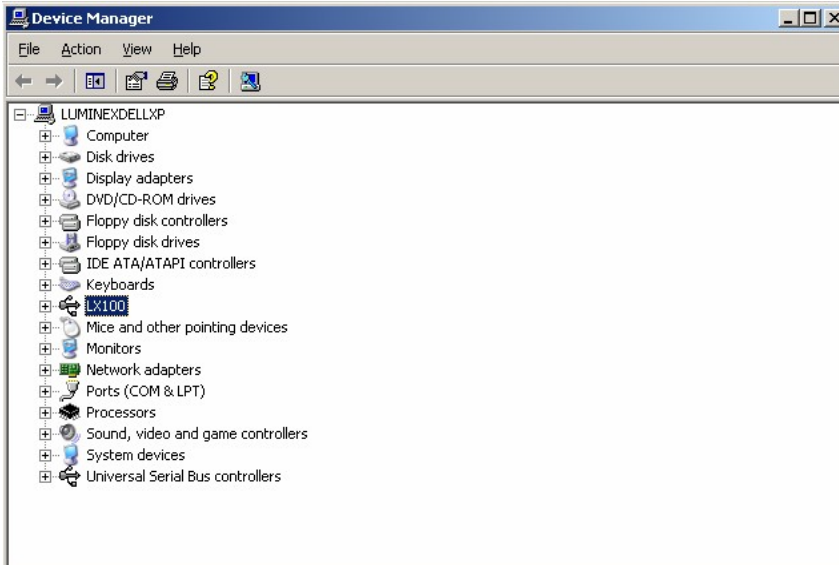 Device Manager
File Action View Help
LUMINEXDELLXP
Computer
Disk drives
Display adapters
DVD/CD-ROM drives
Floppy disk controllers
Floppy disk drives
IDE ATA/ATAPI controllers
Keyboards
LX100
Mice and other pointing devices
Monitors
Network adapters
Ports (COM & LPT)
Processors
Sound, video and game controllers
System devices
Universal Serial Bus controllers